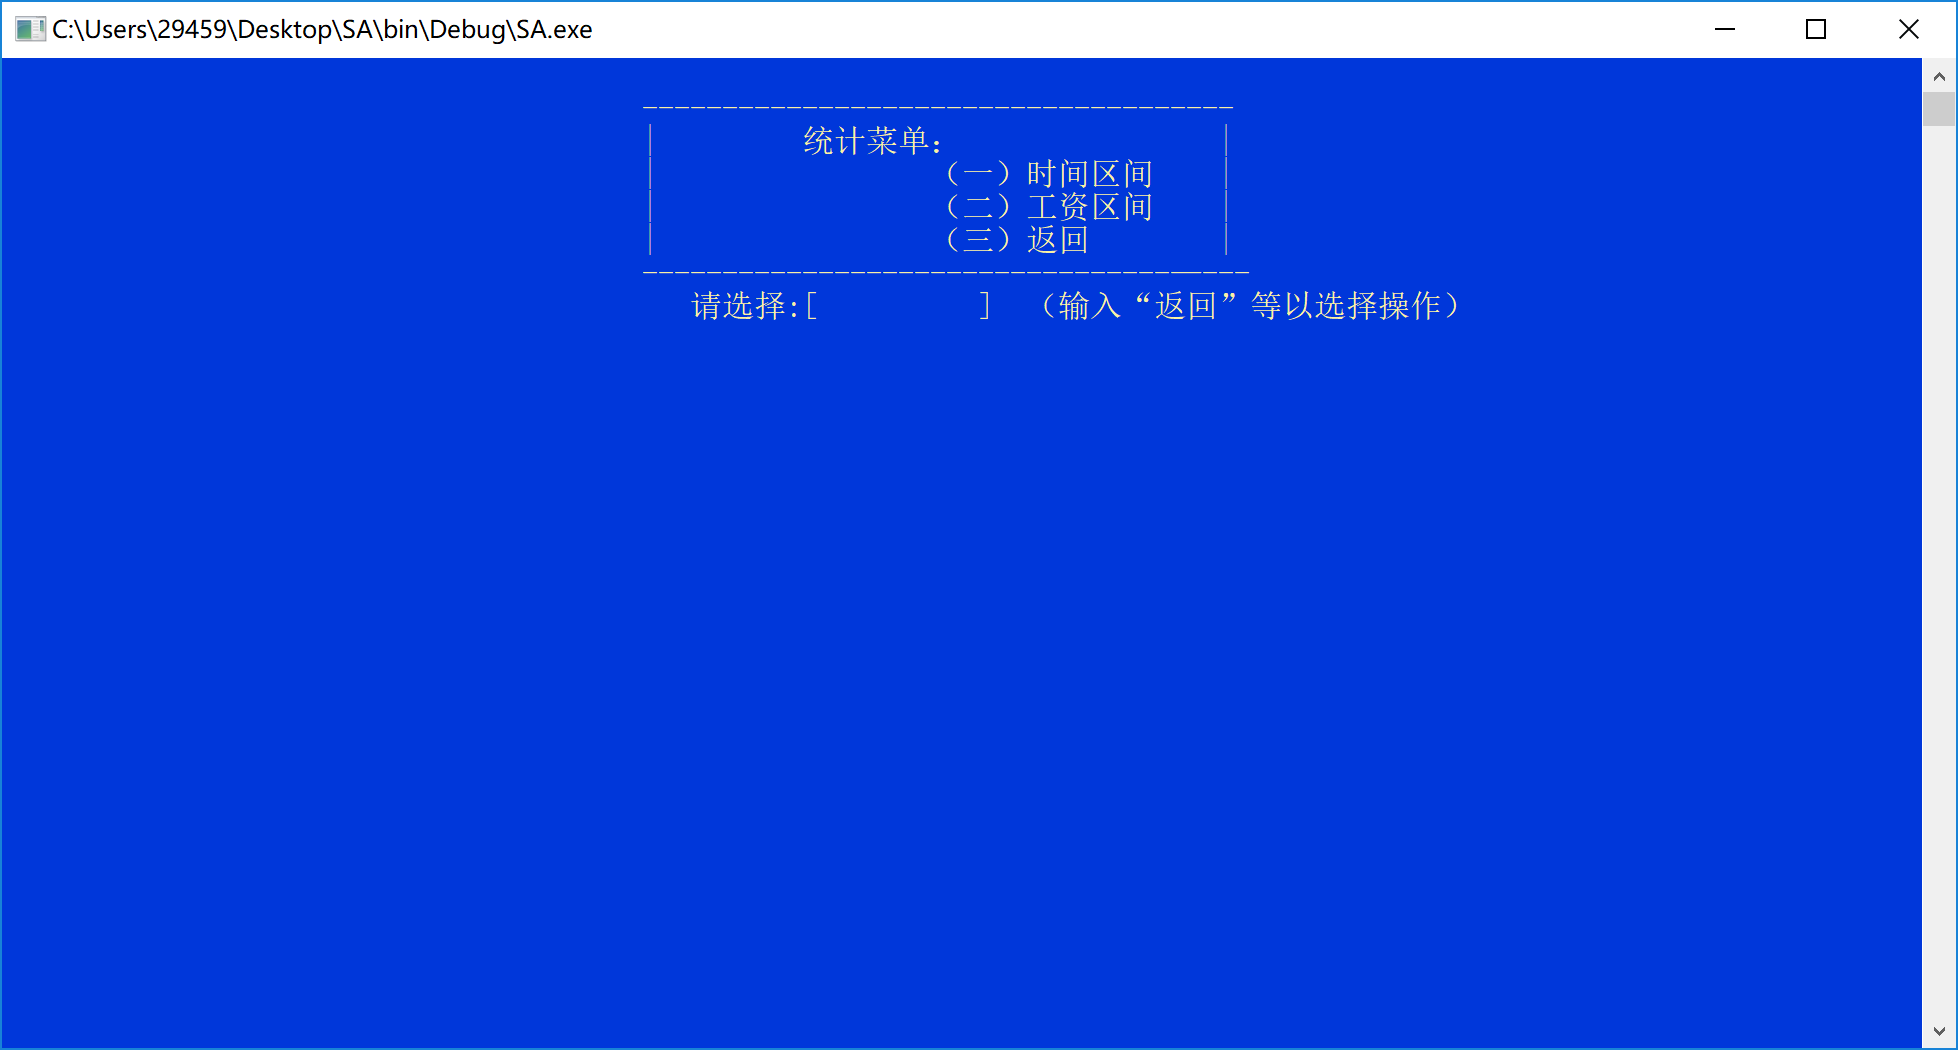 C:\Users\29459\Desktop\SA\bin\Debug\SA.exe
-------------------------------------
|         统计菜单：                |
|                 （一）时间区间    |
|                 （二）工资区间    |
|                 （三）返回        |
--------------------------------------
请选择:[          ]  （输入“返回”等以选择操作）